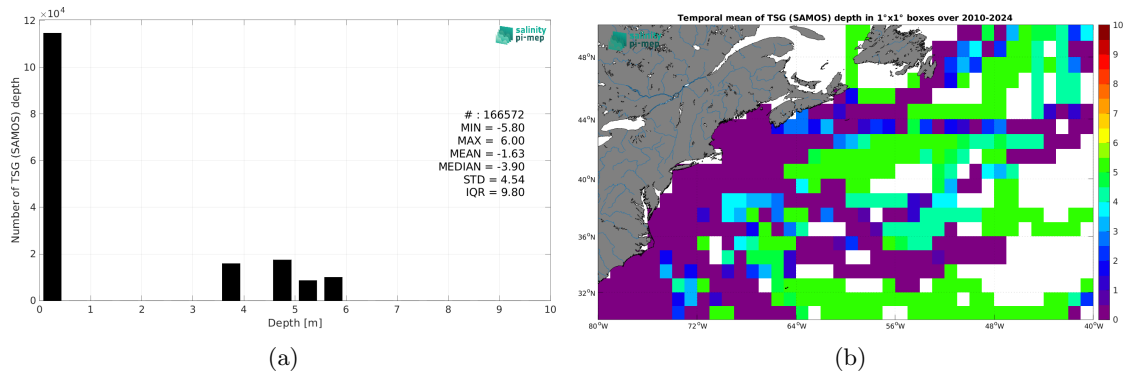 ×10⁴
12
10
8
6
4
2
0
Number of TSG (SAMOS) depth
0 1 2 3 4 5 6 7 8 9 10
Depth [m]
salinity
pi-mep
# : 166572
MIN = -5.80
MAX = 6.00
MEAN = -1.63
MEDIAN = -3.90
STD = 4.54
IQR = 9.80
(a)
Temporal mean of TSG (SAMOS) depth in 1°x1° boxes over 2010-2024
salinity
pi-mep
48°N
44°N
40°N
36°N
32°N
80°W 72°W 64°W 56°W 48°W 40°W
10
9
8
7
6
5
4
3
2
1
0
(b)